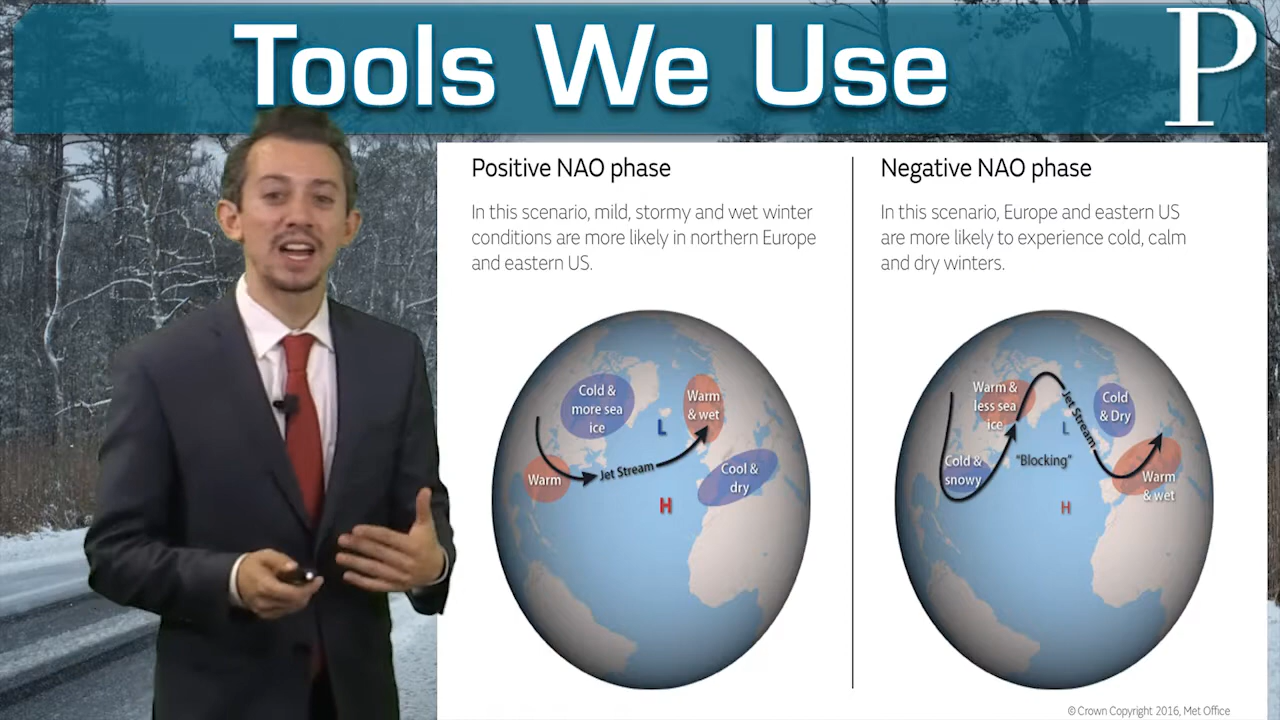 Tools We Use
P
Positive NAO phase
In this scenario, mild, stormy and wet winter
conditions are more likely in northern Europe
and eastern US.
Cold &
more sea
ice
Warm
& wet
L
Jet Stream
Warm
Cool &
dry
H
Negative NAO phase
In this scenario, Europe and eastern US
are more likely to experience cold, calm
and dry winters.
Warm &
less sea
ice
Jet Stream
Cold
& Dry
L
"Blocking"
Cold &
snowy
Warm
& wet
H
© Crown Copyright 2016, Met Office